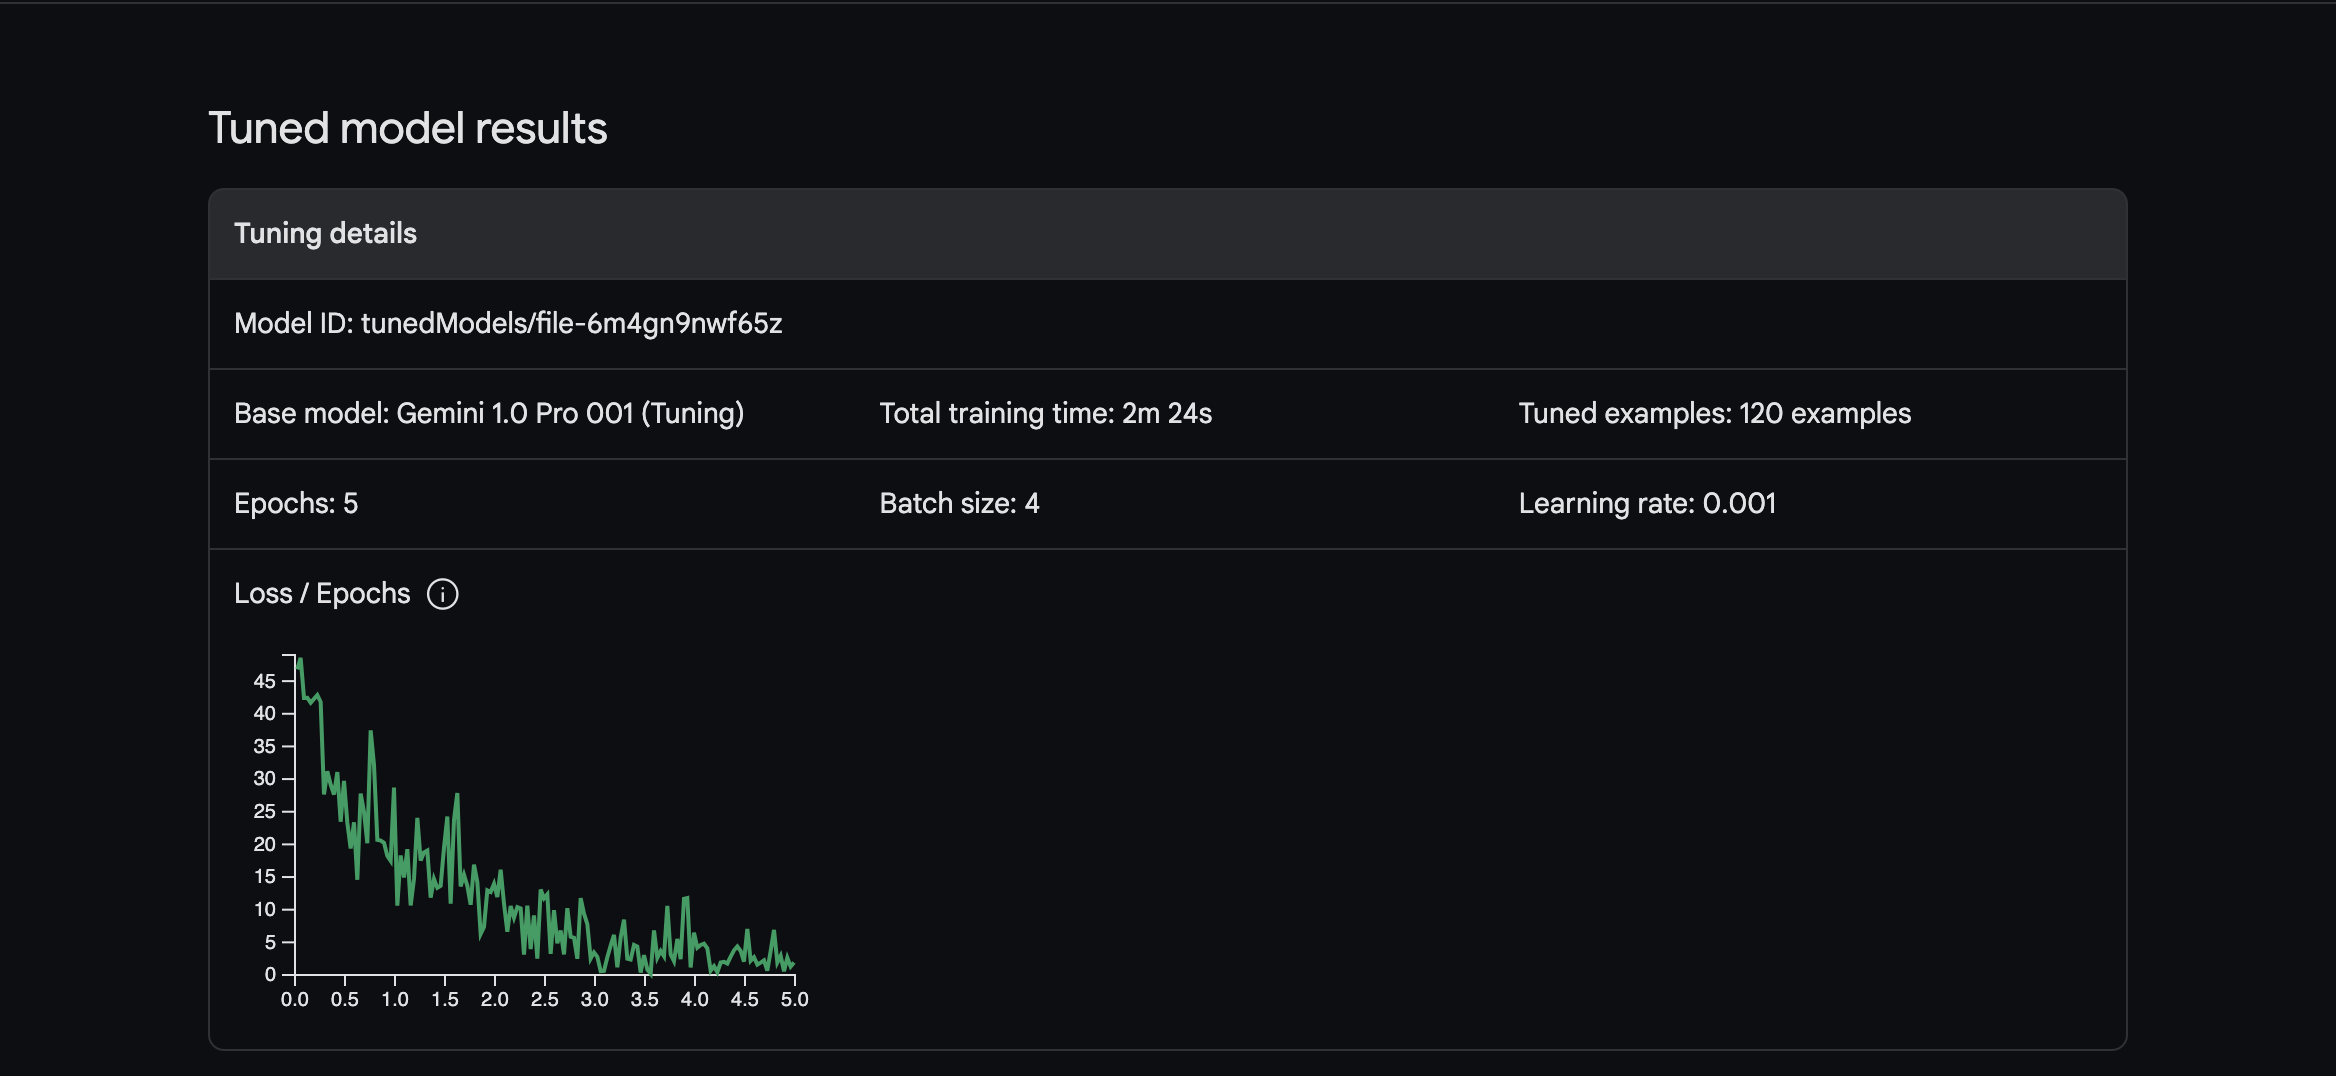 Tuned model results
Tuning details
Model ID: tunedModels/file-6m4gn9nwf65z
Base model: Gemini 1.0 Pro 001 (Tuning) Total training time: 2m 24s Tuned examples: 120 examples
Epochs: 5 Batch size: 4 Learning rate: 0.001
Loss / Epochs
45
40
35
30
25
20
15
10
5
0
0.0 0.5 1.0 1.5 2.0 2.5 3.0 3.5 4.0 4.5 5.0